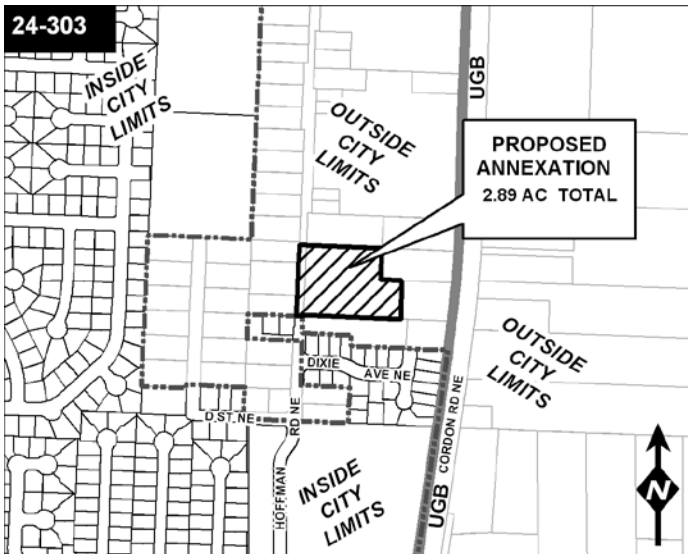 24-303
INSIDE
CITY
LIMITS
OUTSIDE
CITY
LIMITS
UGB
PROPOSED
ANNEXATION
2.89 AC TOTAL
OUTSIDE
CITY
LIMITS
DIXIE AVE NE
D ST NE
HOFFMAN RD NE
INSIDE
CITY
LIMITS
UGB
CORDON RD NE
N